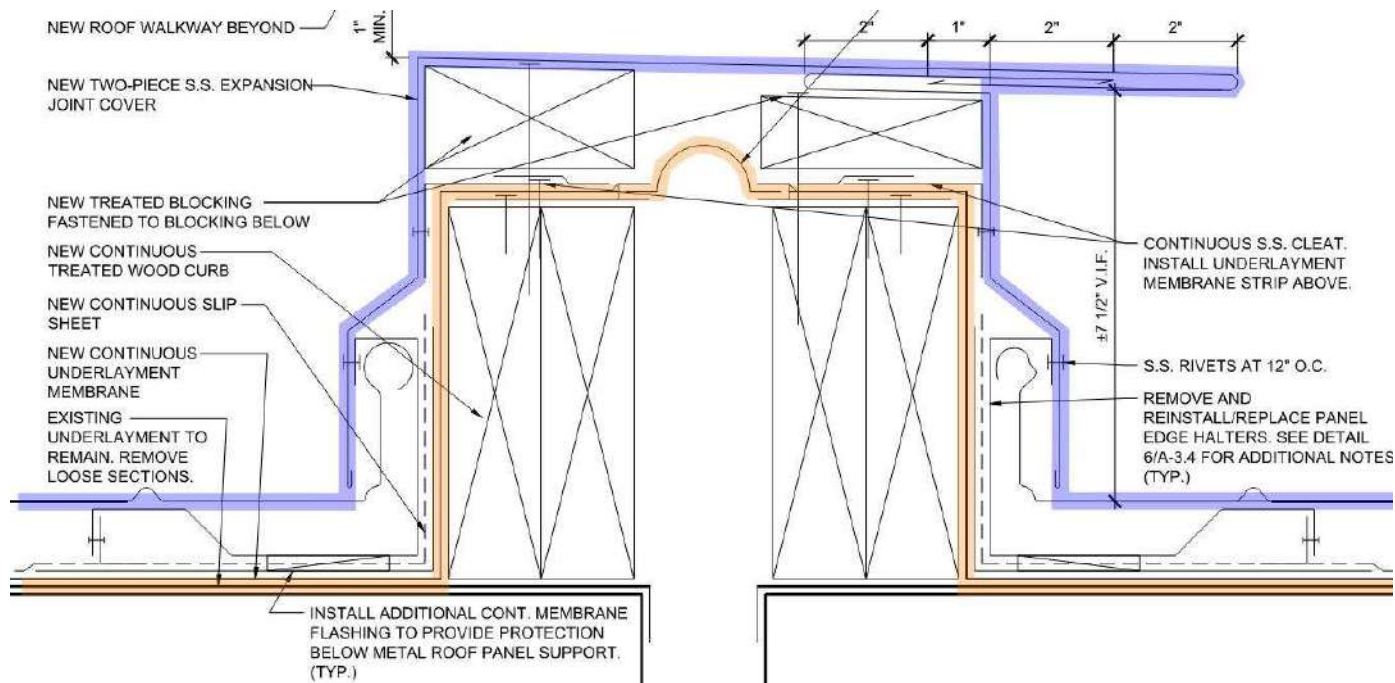 NEW ROOF WALKWAY BEYOND
1"
MIN.
2"
1"
2"
2"
NEW TWO-PIECE S.S. EXPANSION
JOINT COVER
NEW TREATED BLOCKING
FASTENED TO BLOCKING BELOW
NEW CONTINUOUS
TREATED WOOD CURB
NEW CONTINUOUS SLIP
SHEET
NEW CONTINUOUS
UNDERLAYMENT
MEMBRANE
EXISTING
UNDERLAYMENT TO
REMAIN. REMOVE
LOOSE SECTIONS.
INSTALL ADDITIONAL CONT. MEMBRANE
FLASHING TO PROVIDE PROTECTION
BELOW METAL ROOF PANEL SUPPORT.
(TYP.)
CONTINUOUS S.S. CLEAT.
INSTALL UNDERLAYMENT
MEMBRANE STRIP ABOVE.
±7 1/2" V.I.F.
S.S. RIVETS AT 12" O.C.
REMOVE AND
REINSTALL/REPLACE PANEL
EDGE HALTERS. SEE DETAIL
6/A-3.4 FOR ADDITIONAL NOTES
(TYP.)